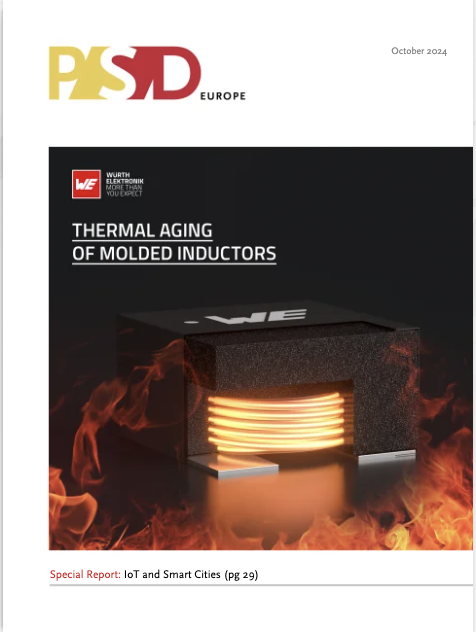 PSD
EUROPE
October 2024
WE
WURTH
ELEKTRONIK
MORE THAN
YOU EXPECT
THERMAL AGING
OF MOLDED INDUCTORS
WE
Special Report: IoT and Smart Cities (pg 29)